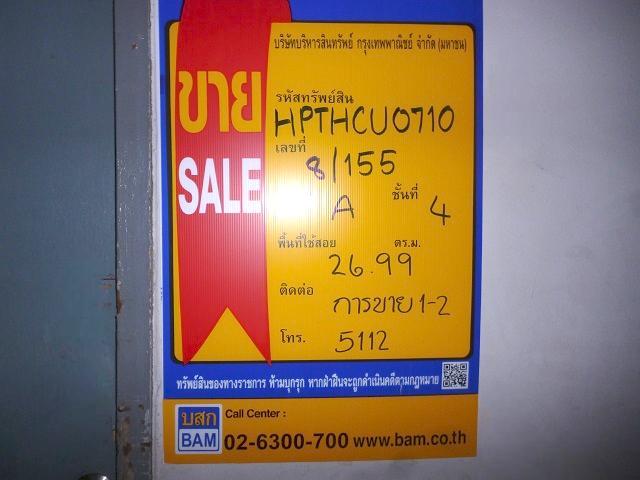 บริษัทบริหารสินทรัพย์ กรุงเทพพาณิชย์ จำกัด (มหาชน)
ขาย
SALE
รหัสทรัพย์สิน
HPTHCU0710
เลขที่
8/155
A ชั้นที่ 4
พื้นที่ใช้สอย ตร.ม.
26.99
ติดต่อ
การขาย 1-2
โทร. 5112
ทรัพย์สินของทางราชการ ห้ามบุกรุก หากฝ่าฝืนจะถูกดำเนินคดีตามกฎหมาย
บสก
BAM
Call Center :
02-6300-700 www.bam.co.th